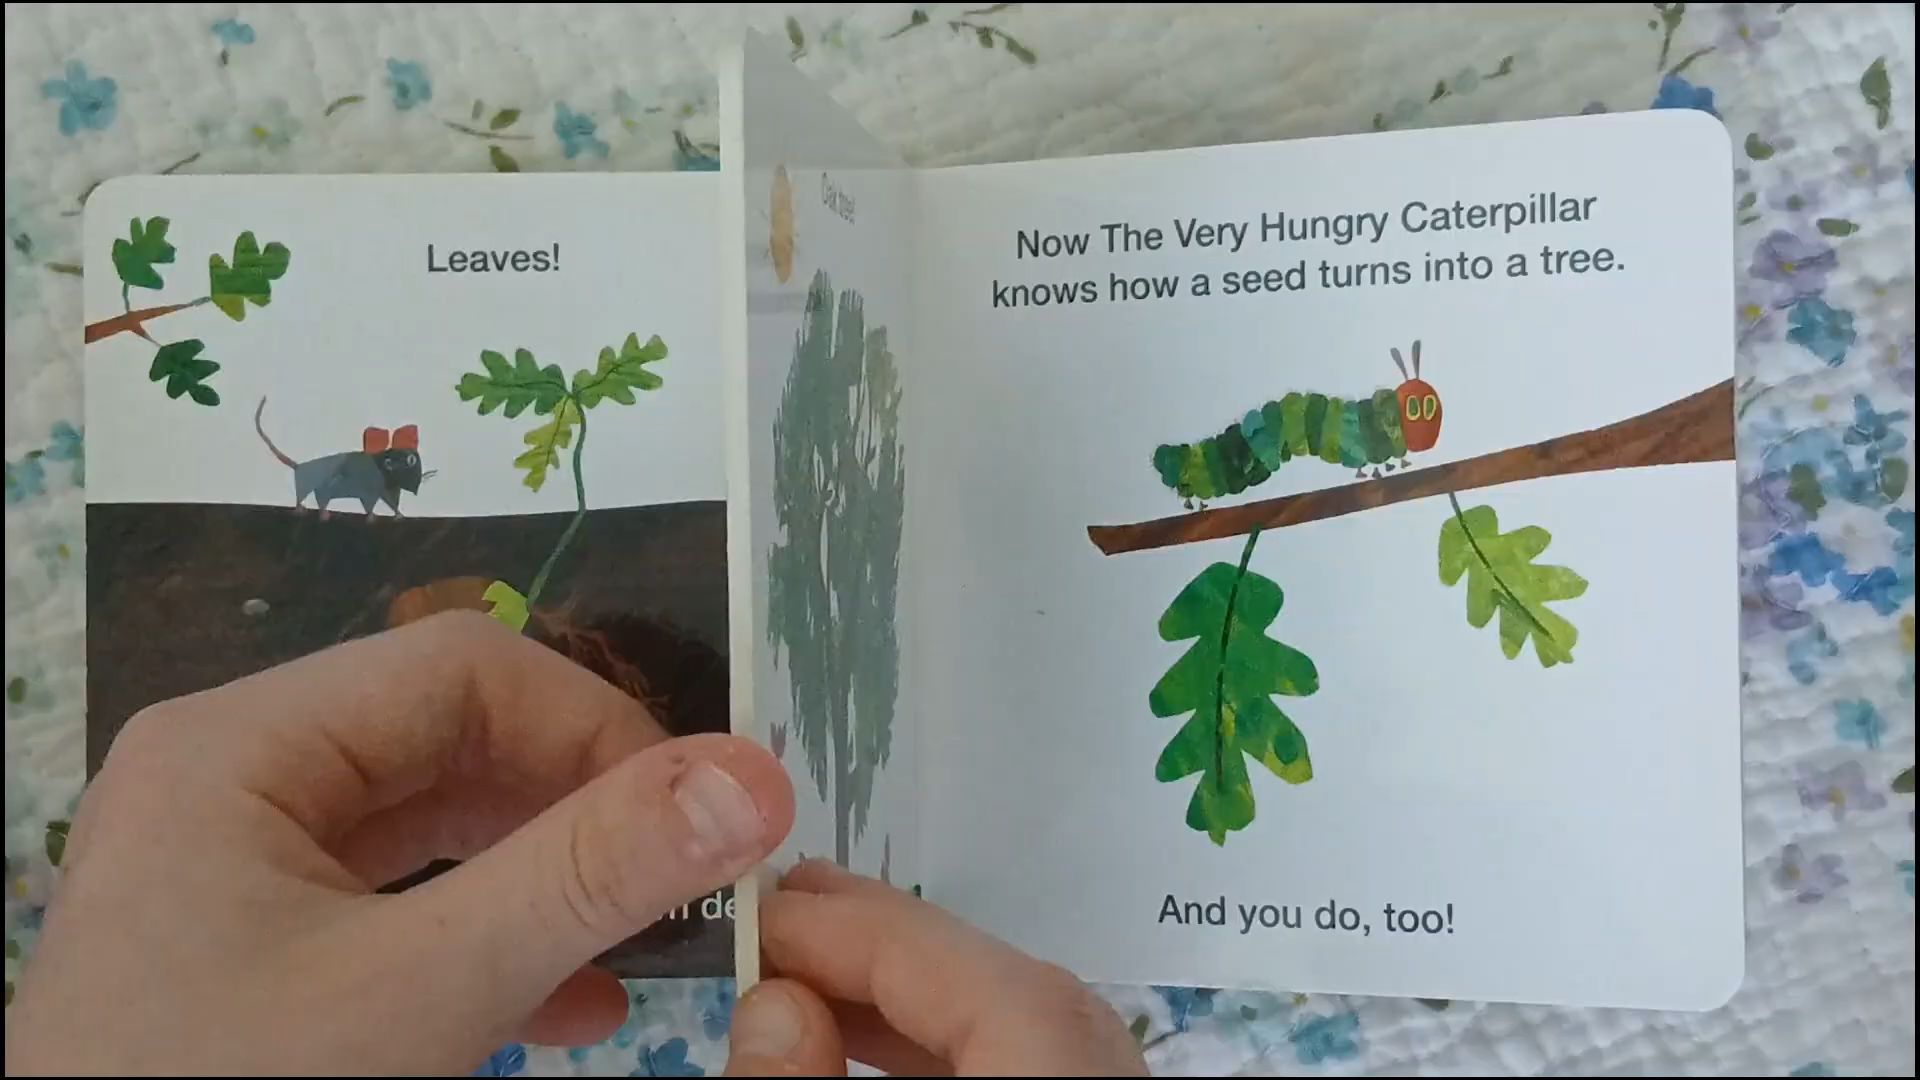 Leaves!
Now The Very Hungry Caterpillar
knows how a seed turns into a tree.
And you do, too!